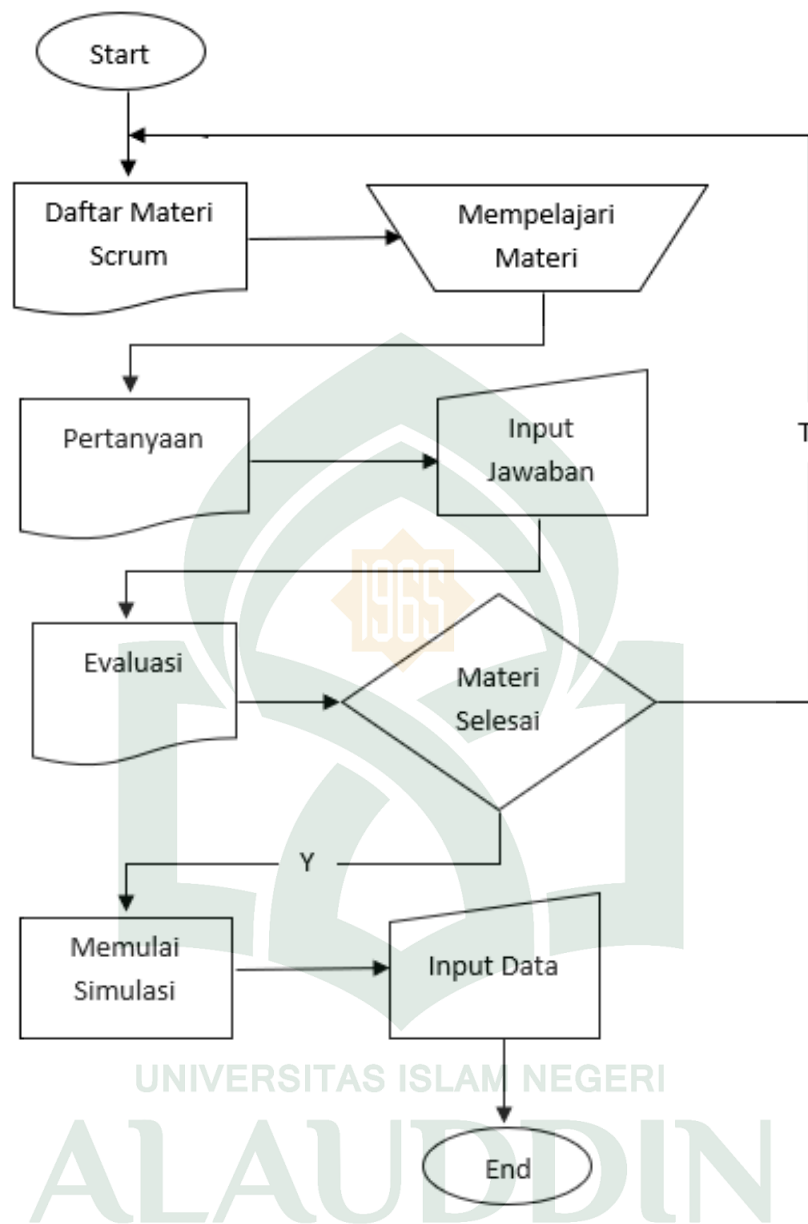 Start
Daftar Materi
Scrum
Mempelajari
Materi
Pertanyaan
Input
Jawaban
T
1965
Evaluasi
Materi
Selesai
Y
Memulai
Simulasi
Input Data
UNIVERSITAS ISLAM NEGERI
ALAUDDIN
End